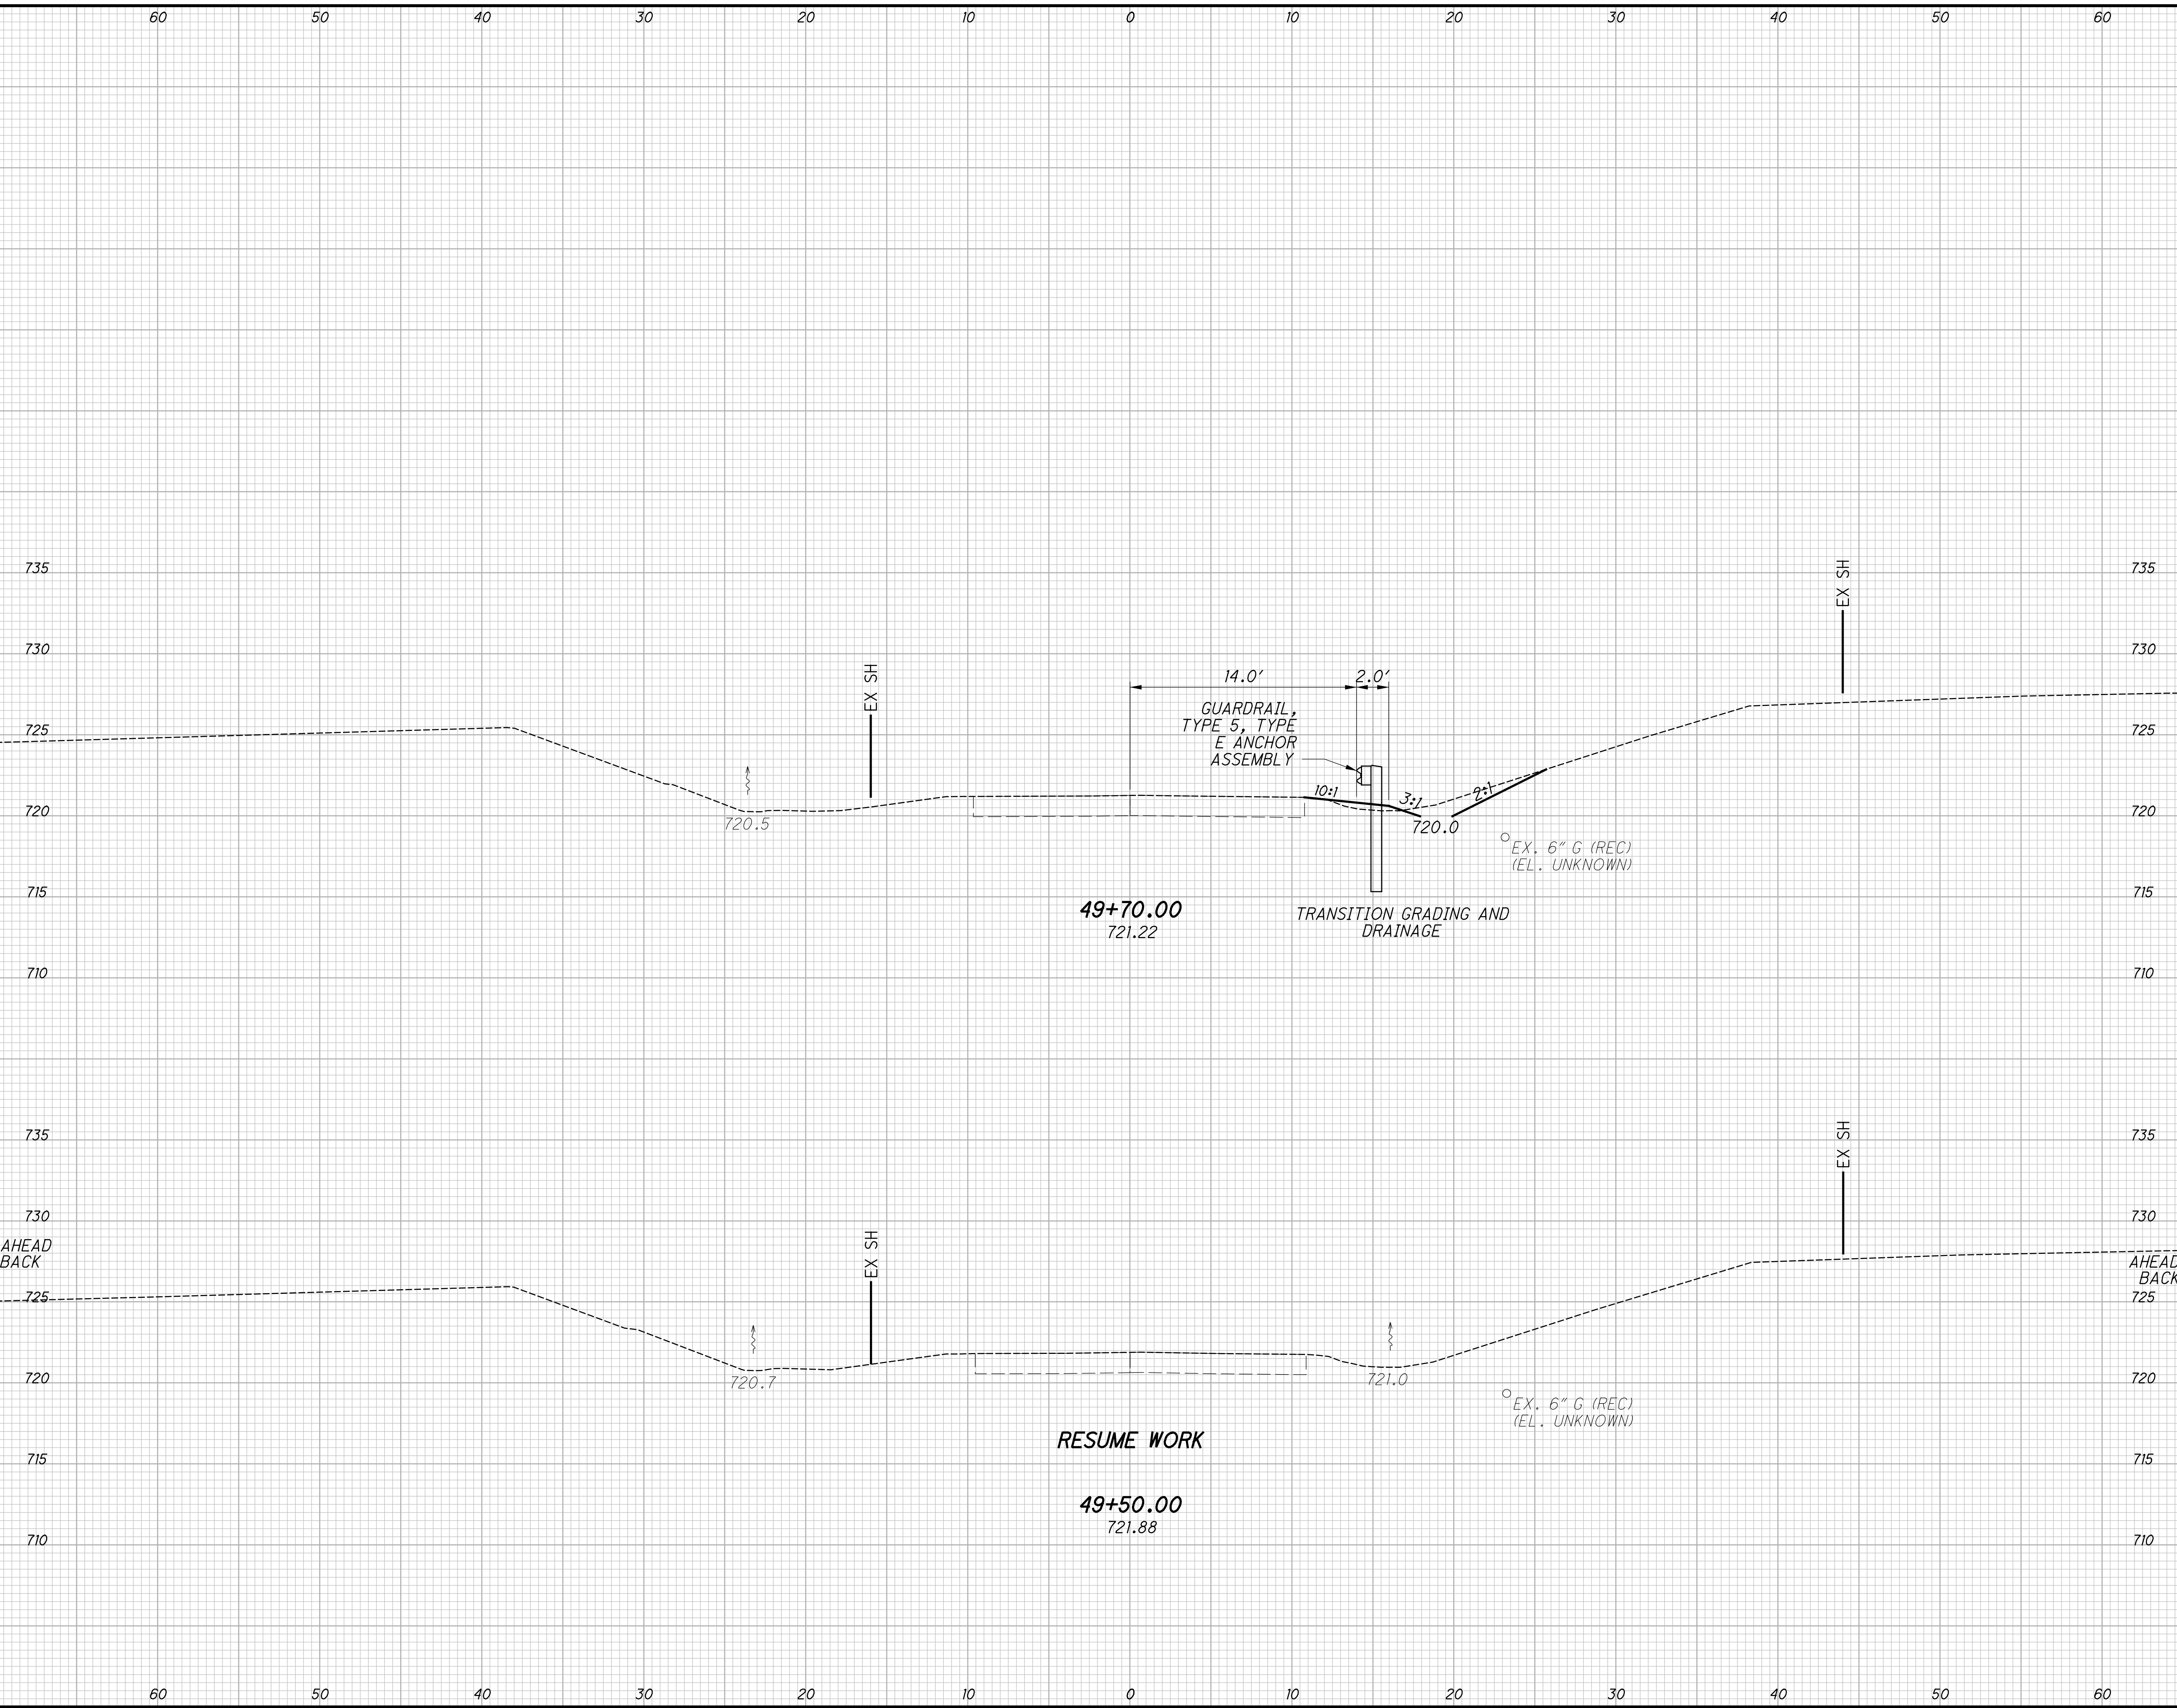 60 50 40 30 20 10 0 10 20 30 40 50 60
735 735
EX SH
730 730
EX SH
14.0' 2.0'
GUARDRAIL,
TYPE 5, TYPE
E ANCHOR
ASSEMBLY
725 725
10:1 3:1 2:1
720 720
720.5
720.0
EX. 6" G (REC)
(EL. UNKNOWN)
715 715
49+70.00
721.22
TRANSITION GRADING AND
DRAINAGE
710 710
735 735
EX SH
730 730
EX SH
AHEAD
BACK
AHEAD
BACK
725 725
720 720
720.7
721.0
EX. 6" G (REC)
(EL. UNKNOWN)
RESUME WORK
715 715
49+50.00
721.88
710 710
60 50 40 30 20 10 0 10 20 30 40 50 60